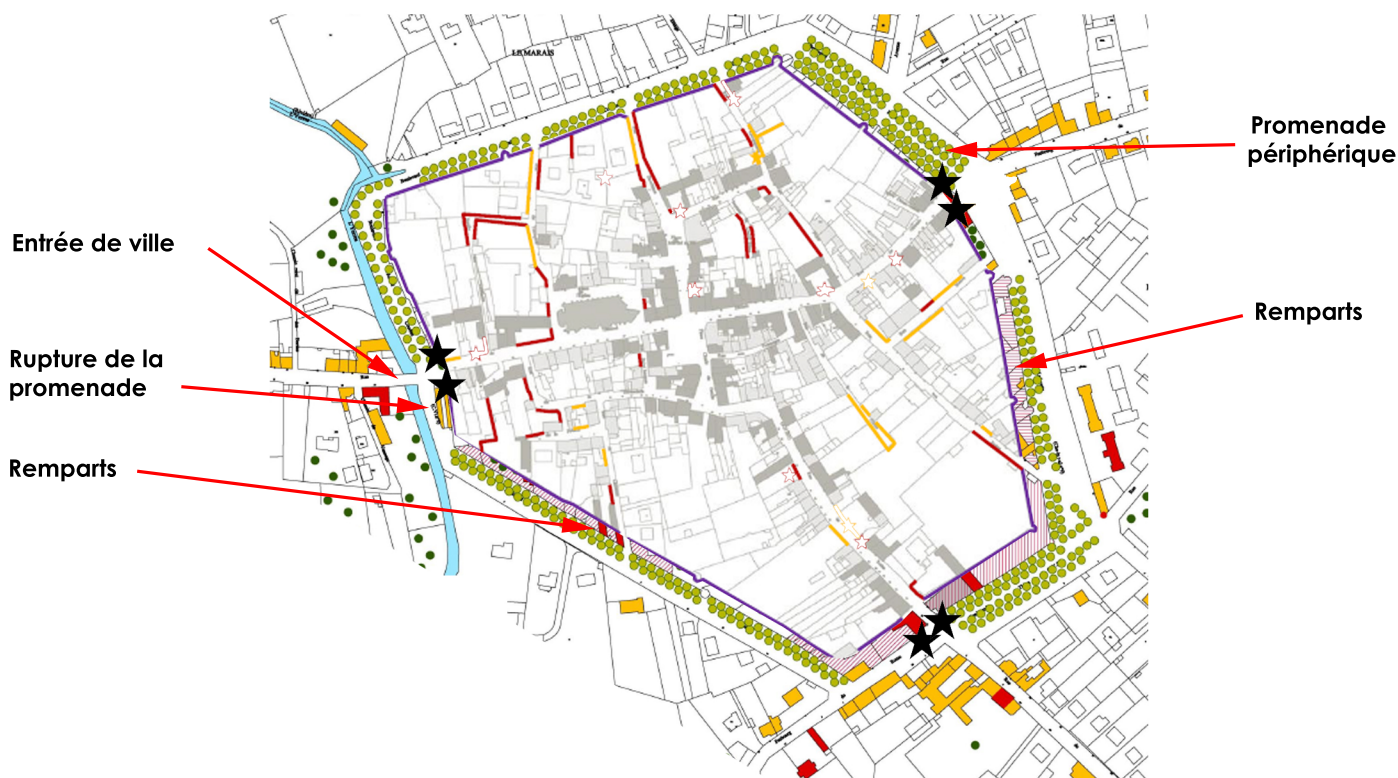 LE MARAIS
Promenade
périphérique
Entrée de ville
Remparts
Rupture de la
promenade
Remparts